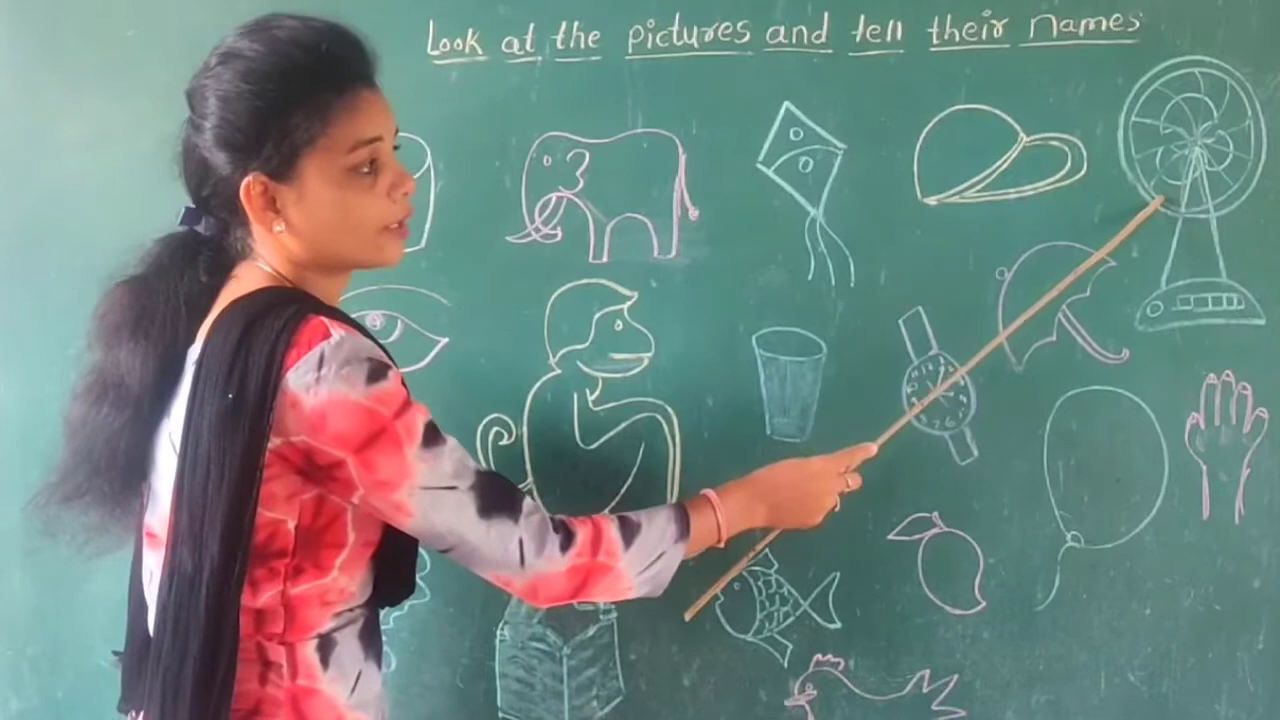 Look at the pictures and tell their names